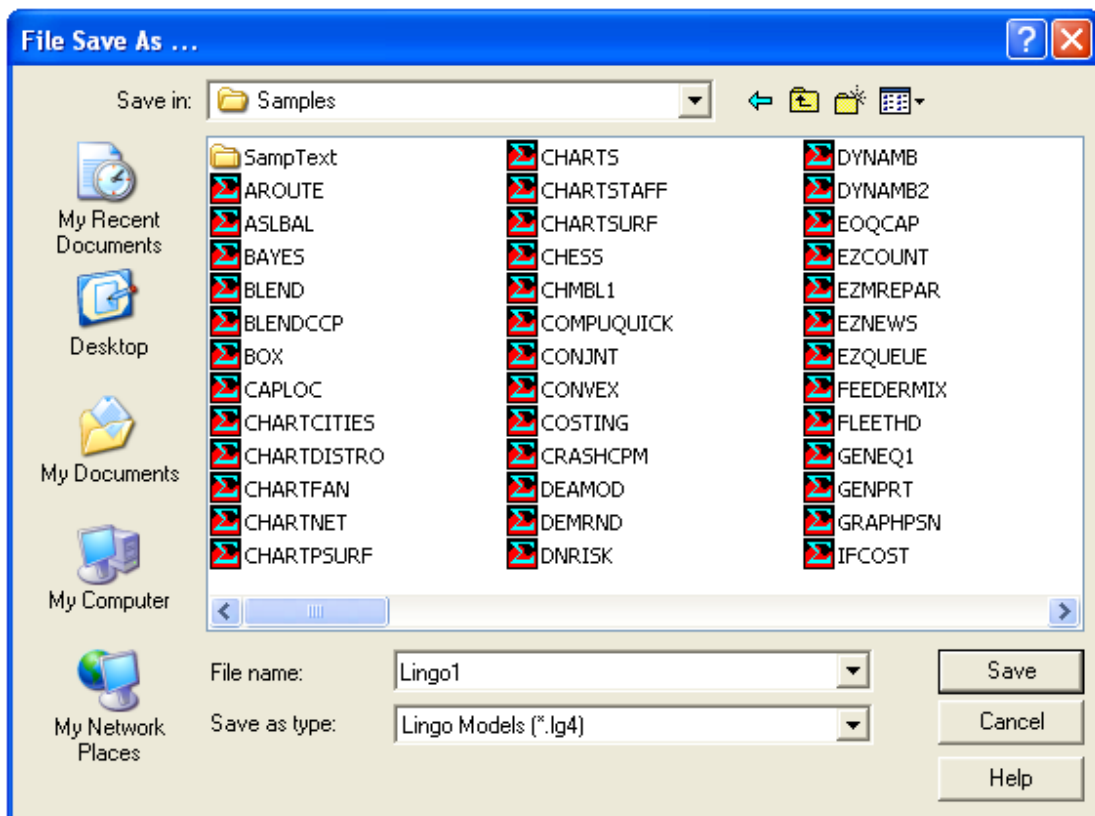 File Save As ...
Save in:
Samples
My Recent
Documents
Desktop
My Documents
My Computer
My Network
Places
SampText
AROUTE
ASLBAL
BAYES
BLEND
BLENDCCP
BOX
CAPLOC
CHARTCITIES
CHARTDISTRO
CHARTFAN
CHARTNET
CHARTPSURF
CHARTS
CHARTSTAFF
CHARTSURF
CHESS
CHMBL1
COMPUQUICK
CONJNT
CONVEX
COSTING
CRASHCPM
DEAMOD
DEMRND
DNRISK
DYNAMB
DYNAMB2
EOQCAP
EZCOUNT
EZMREPAR
EZNEWS
EZQUEUE
FEEDERMIX
FLEETHD
GENEQ1
GENPRT
GRAPHPSN
IFCOST
File name:
Lingo1
Save
Save as type:
Lingo Models (*.lg4)
Cancel
Help